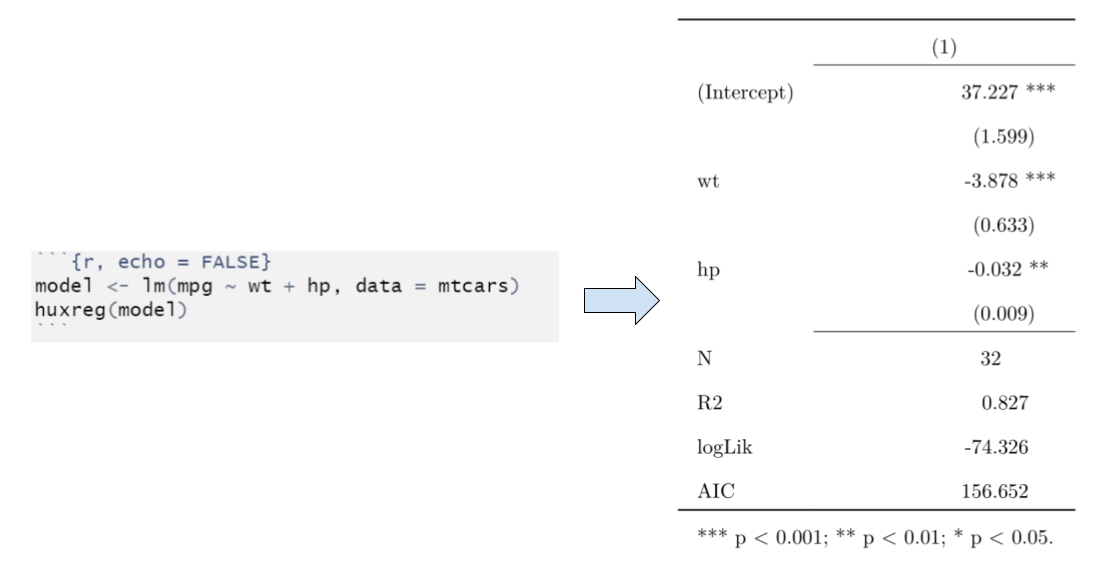 ```{r, echo = FALSE}
model <- lm(mpg ~ wt + hp, data = mtcars)
huxreg(model)
```
(1)
(Intercept) 37.227 ***
(1.599)
wt -3.878 ***
(0.633)
hp -0.032 **
(0.009)
N 32
R2 0.827
logLik -74.326
AIC 156.652
*** p < 0.001; ** p < 0.01; * p < 0.05.